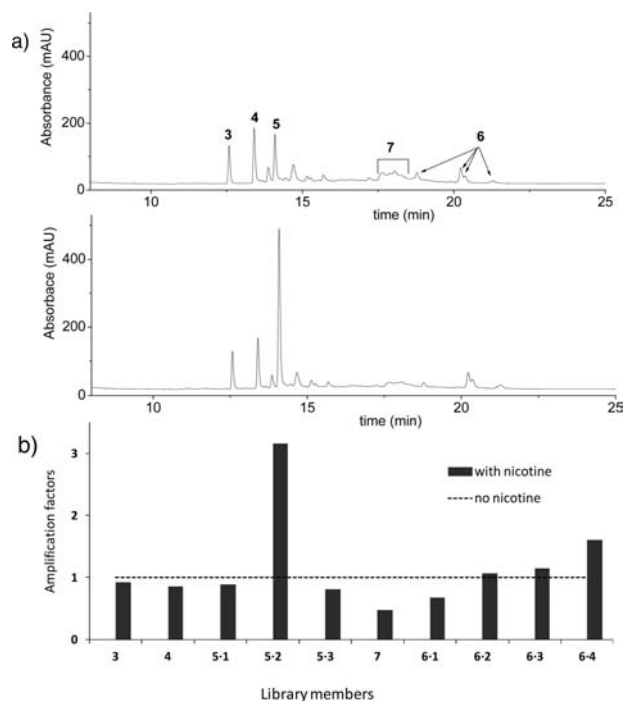 a)
Absorbance (mAU)
400
200
0
3
4
5
7
6
10
15
20
25
time (min)
Absorbace (mAU)
400
200
0
10
15
20
25
time (min)
b)
Amplification factors
3
2
1
0
with nicotine
no nicotine
3 4 5·1 5·2 5·3 7 6·1 6·2 6·3 6·4
Library members